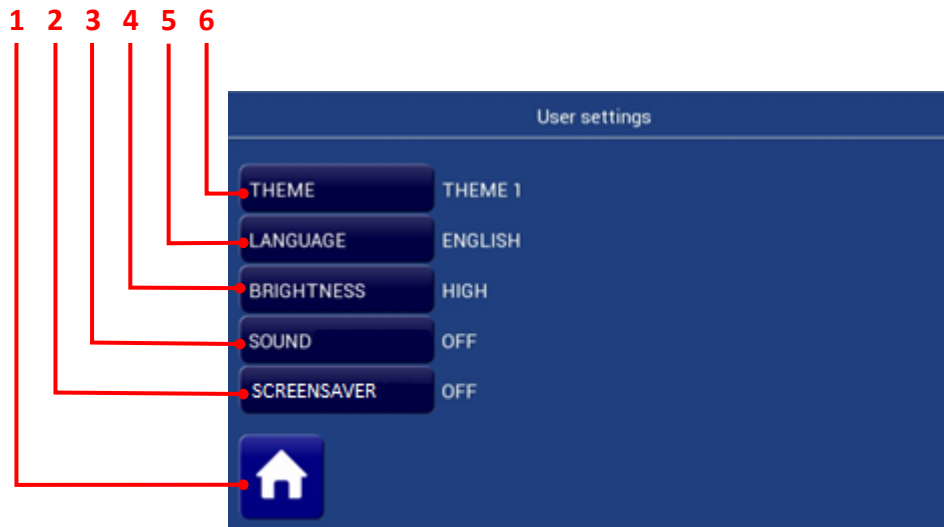 1 2 3 4 5 6
User settings
THEME THEME 1
LANGUAGE ENGLISH
BRIGHTNESS HIGH
SOUND OFF
SCREENSAVER OFF